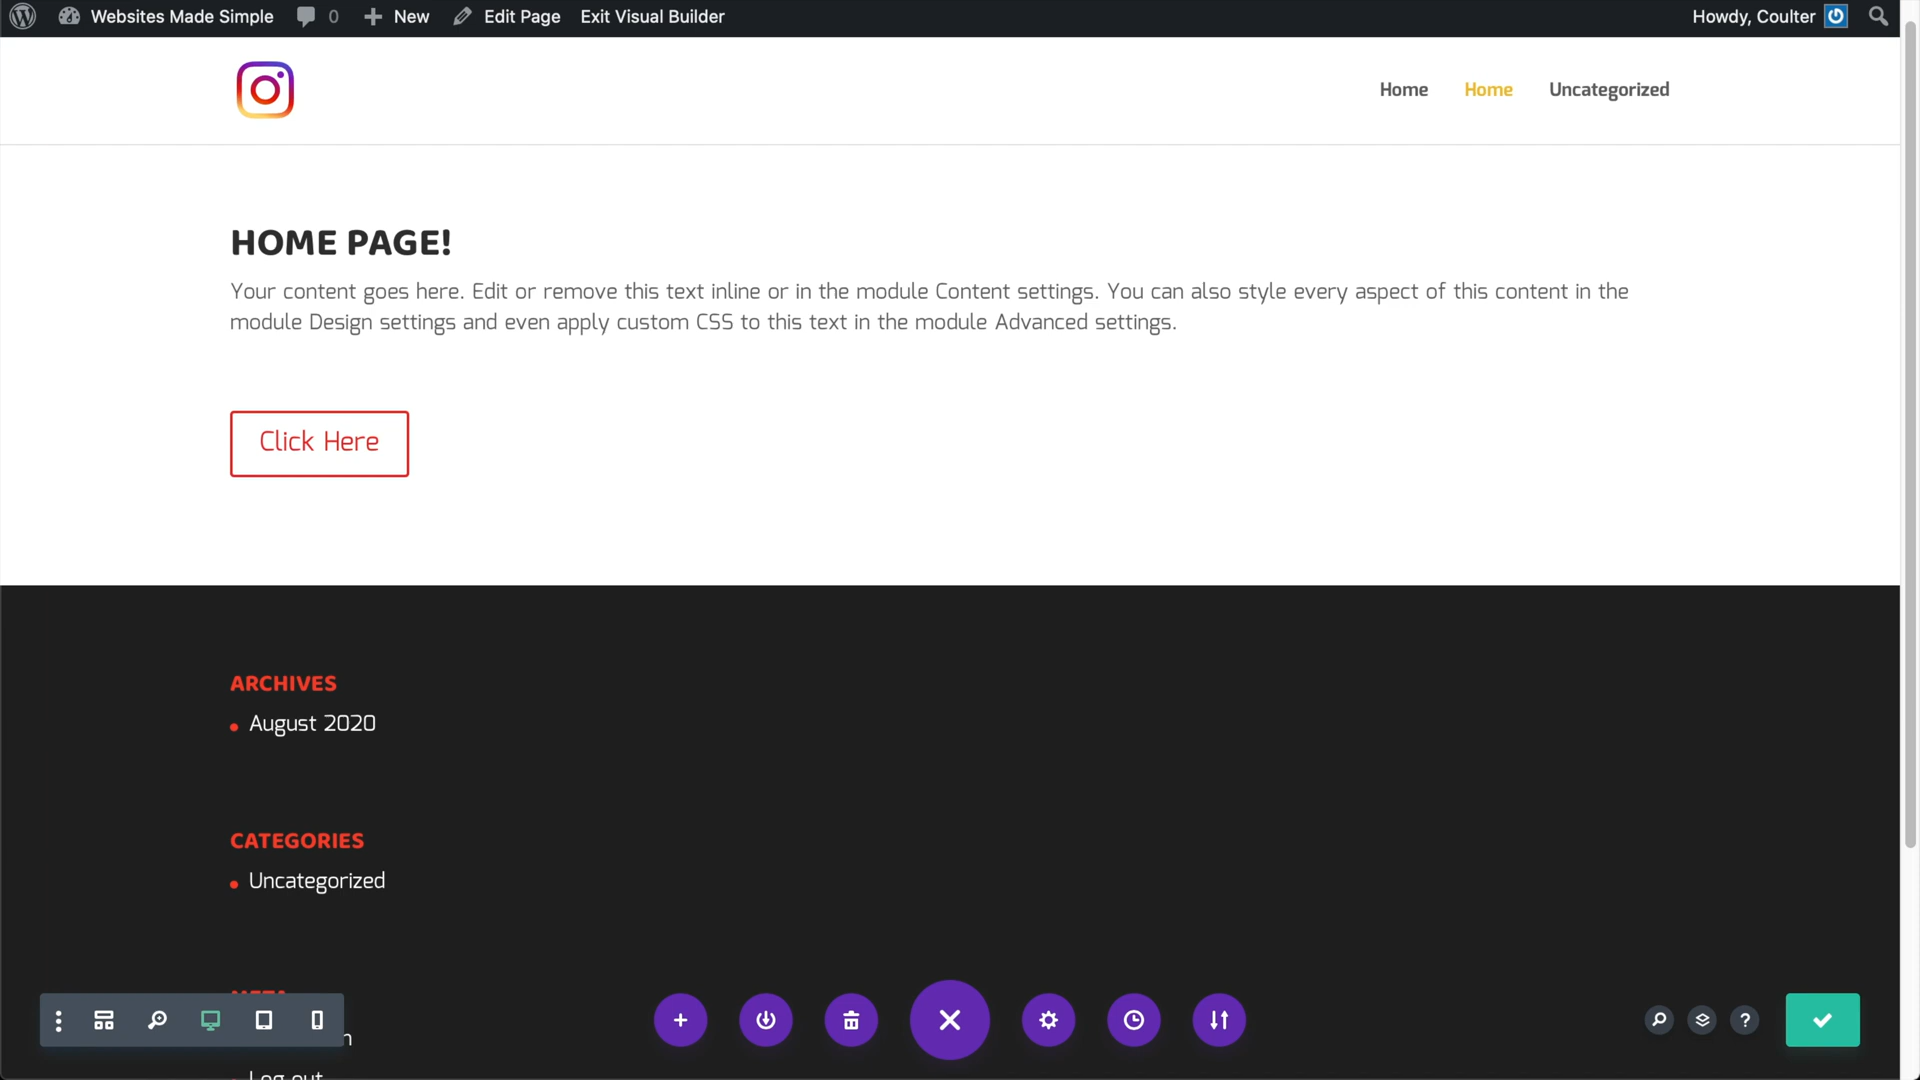 Websites Made Simple 0 New Edit Page Exit Visual Builder Howdy, Coulter
Home Home Uncategorized
HOME PAGE!
Your content goes here. Edit or remove this text inline or in the module Content settings. You can also style every aspect of this content in the
module Design settings and even apply custom CSS to this text in the module Advanced settings.
Click Here
ARCHIVES
August 2020
CATEGORIES
Uncategorized
Log out